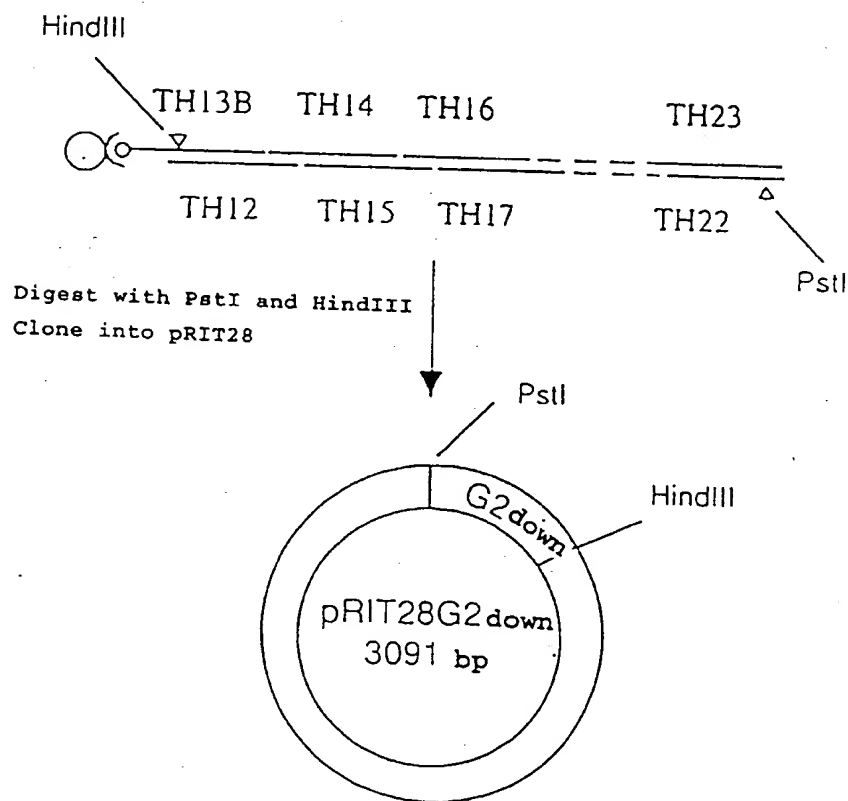 HindIII
TH13B TH14 TH16 TH23
TH12 TH15 TH17 TH22
PstI
Digest with PstI and HindIII
Clone into pRIT28
PstI
HindIII
G2down
pRIT28G2down
3091 bp